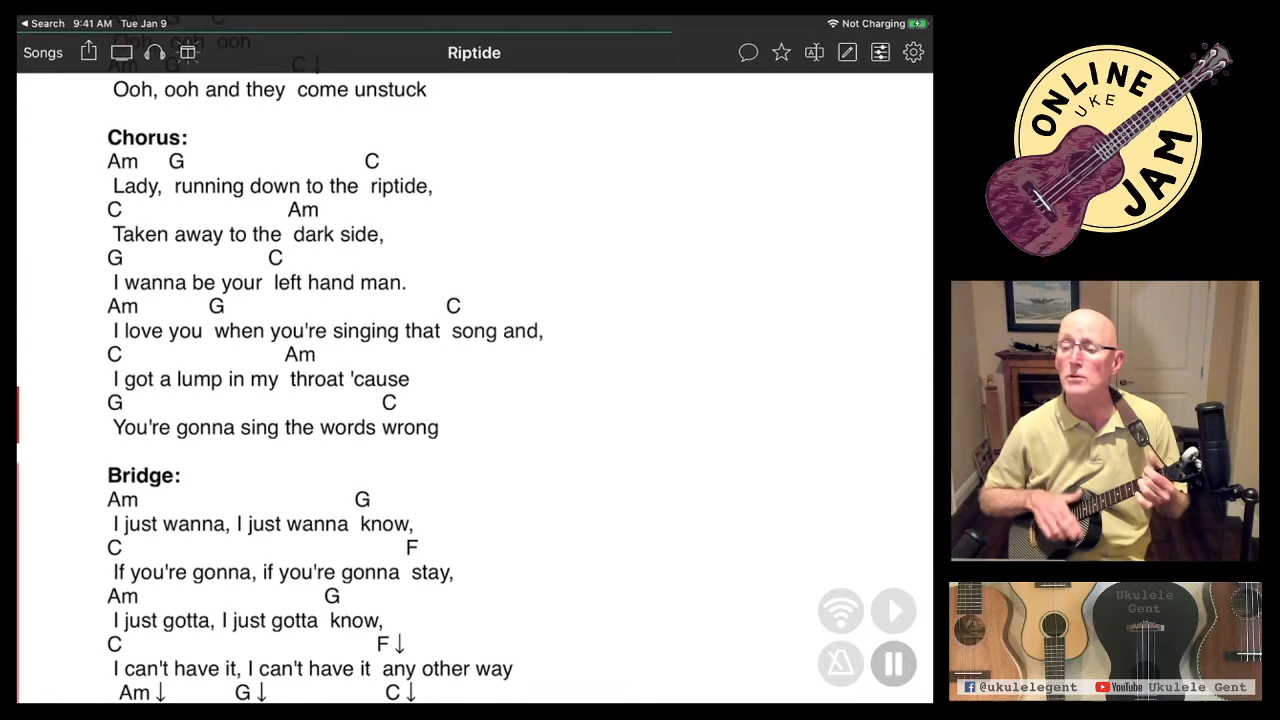 Search 9:41 AM Tue Jan 9 Not Charging
Songs Riptide
Ooh, ooh and they come unstuck
Chorus:
Am G C
Lady, running down to the riptide,
C Am
Taken away to the dark side,
G C
I wanna be your left hand man.
Am G C
I love you when you're singing that song and,
C Am
I got a lump in my throat 'cause
G C
You're gonna sing the words wrong
Bridge:
Am G
I just wanna, I just wanna know,
C F
If you're gonna, if you're gonna stay,
Am G
I just gotta, I just gotta know,
C F↓
I can't have it, I can't have it any other way
Am↓ G↓ C↓
ONLINE
UKE
JAM
Ukulele
Gent
@ukulelegent YouTube Ukulele Gent